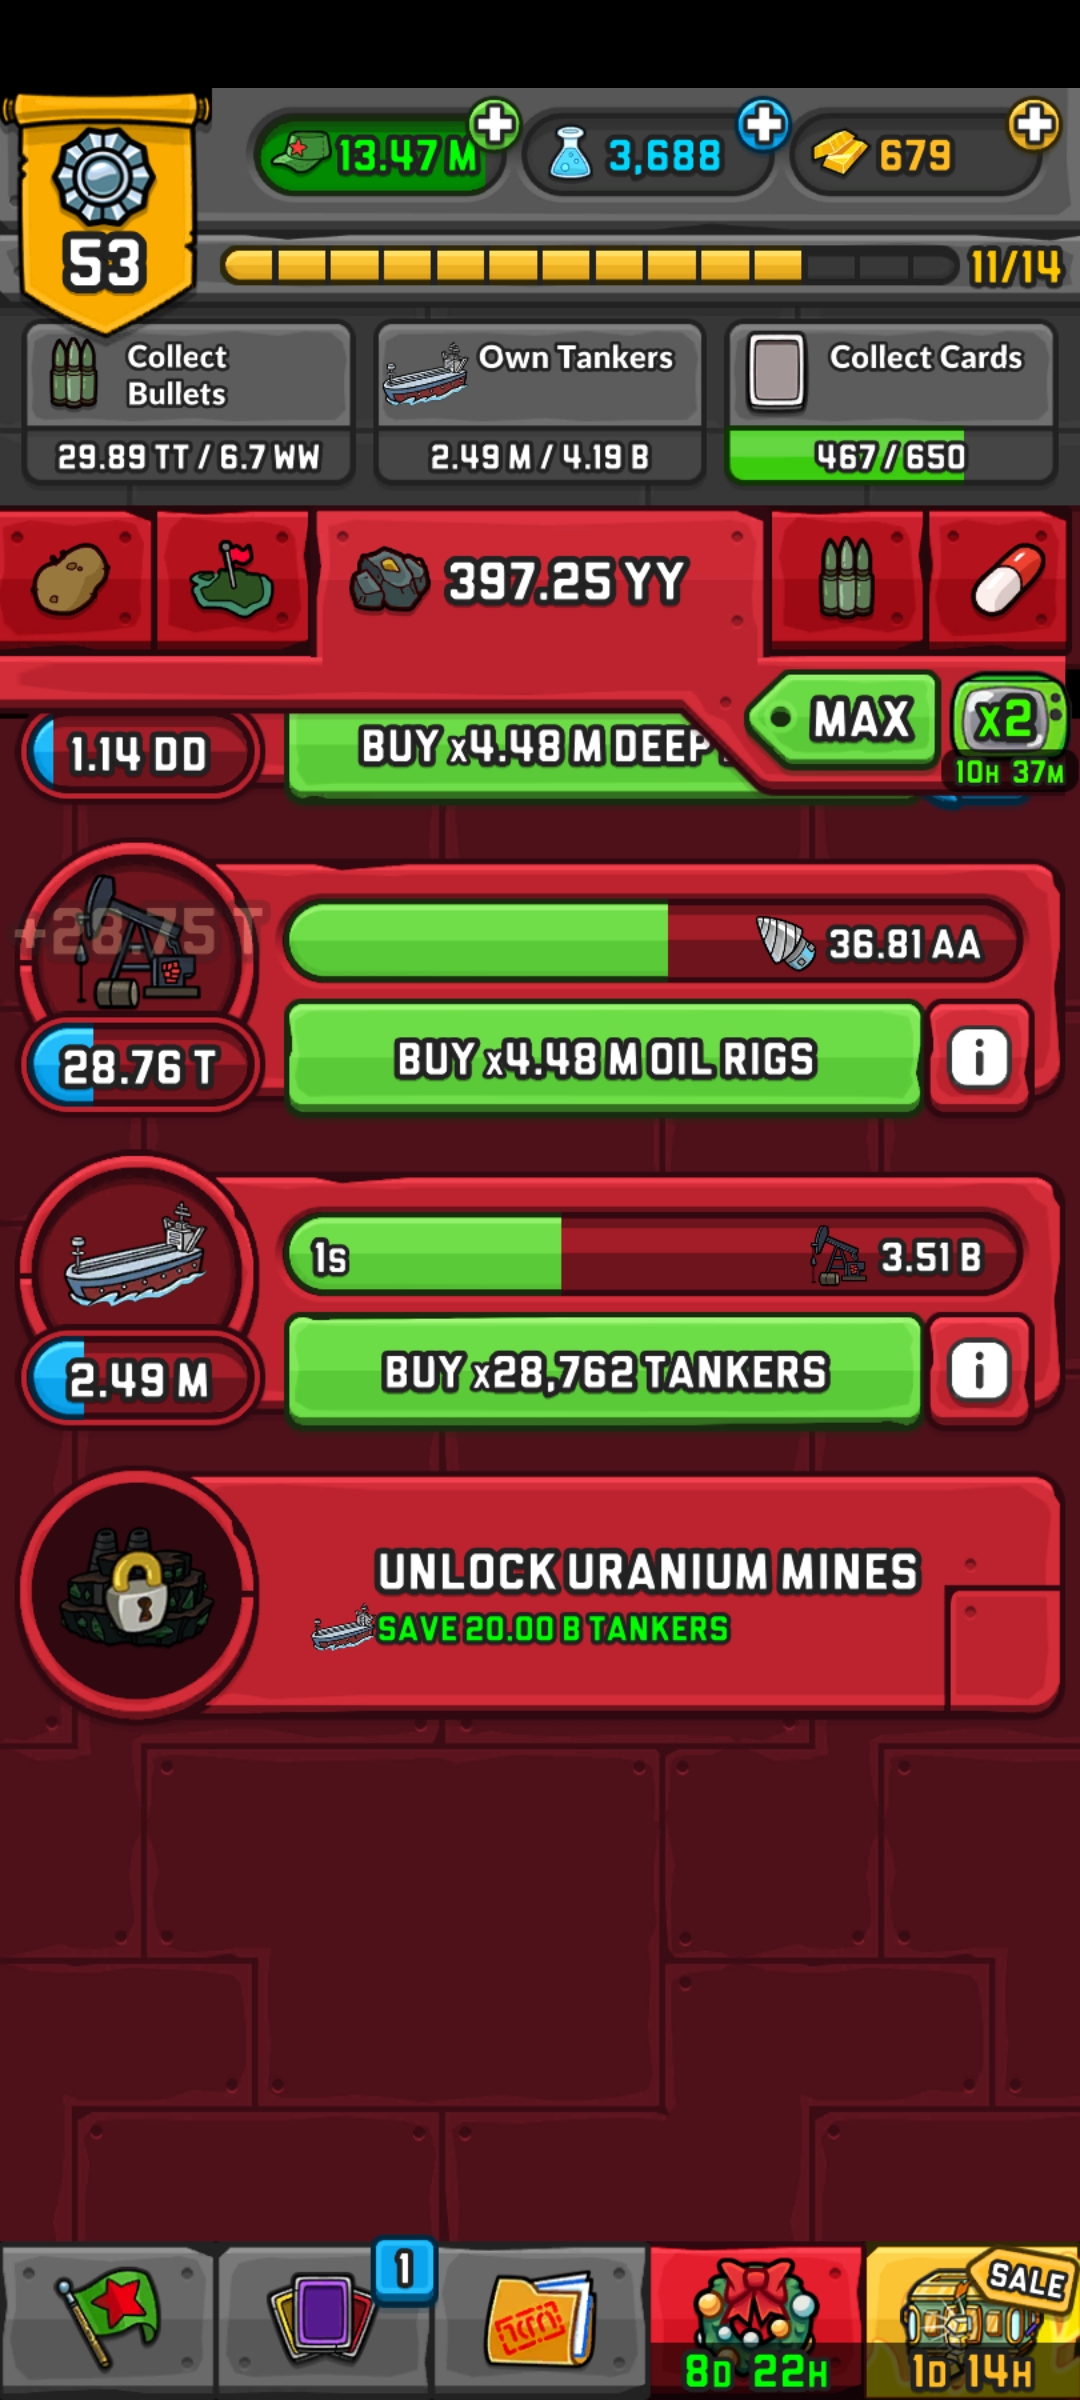 13.47 M
3,688
679
53
11/14
Collect
Bullets
29.89 TT / 6.7 WW
Own Tankers
2.49 M / 4.19 B
Collect Cards
467/650
397.25 YY
MAX
x2
10H 37M
1.14 DD
BUY x4.48 M DEEP
+28.75 T
36.81 AA
28.76 T
BUY x4.48 M OIL RIGS
i
1s
3.51 B
2.49 M
BUY x28,762 TANKERS
i
UNLOCK URANIUM MINES
SAVE 20.00 B TANKERS
1
8D 22H
SALE
1D 14H